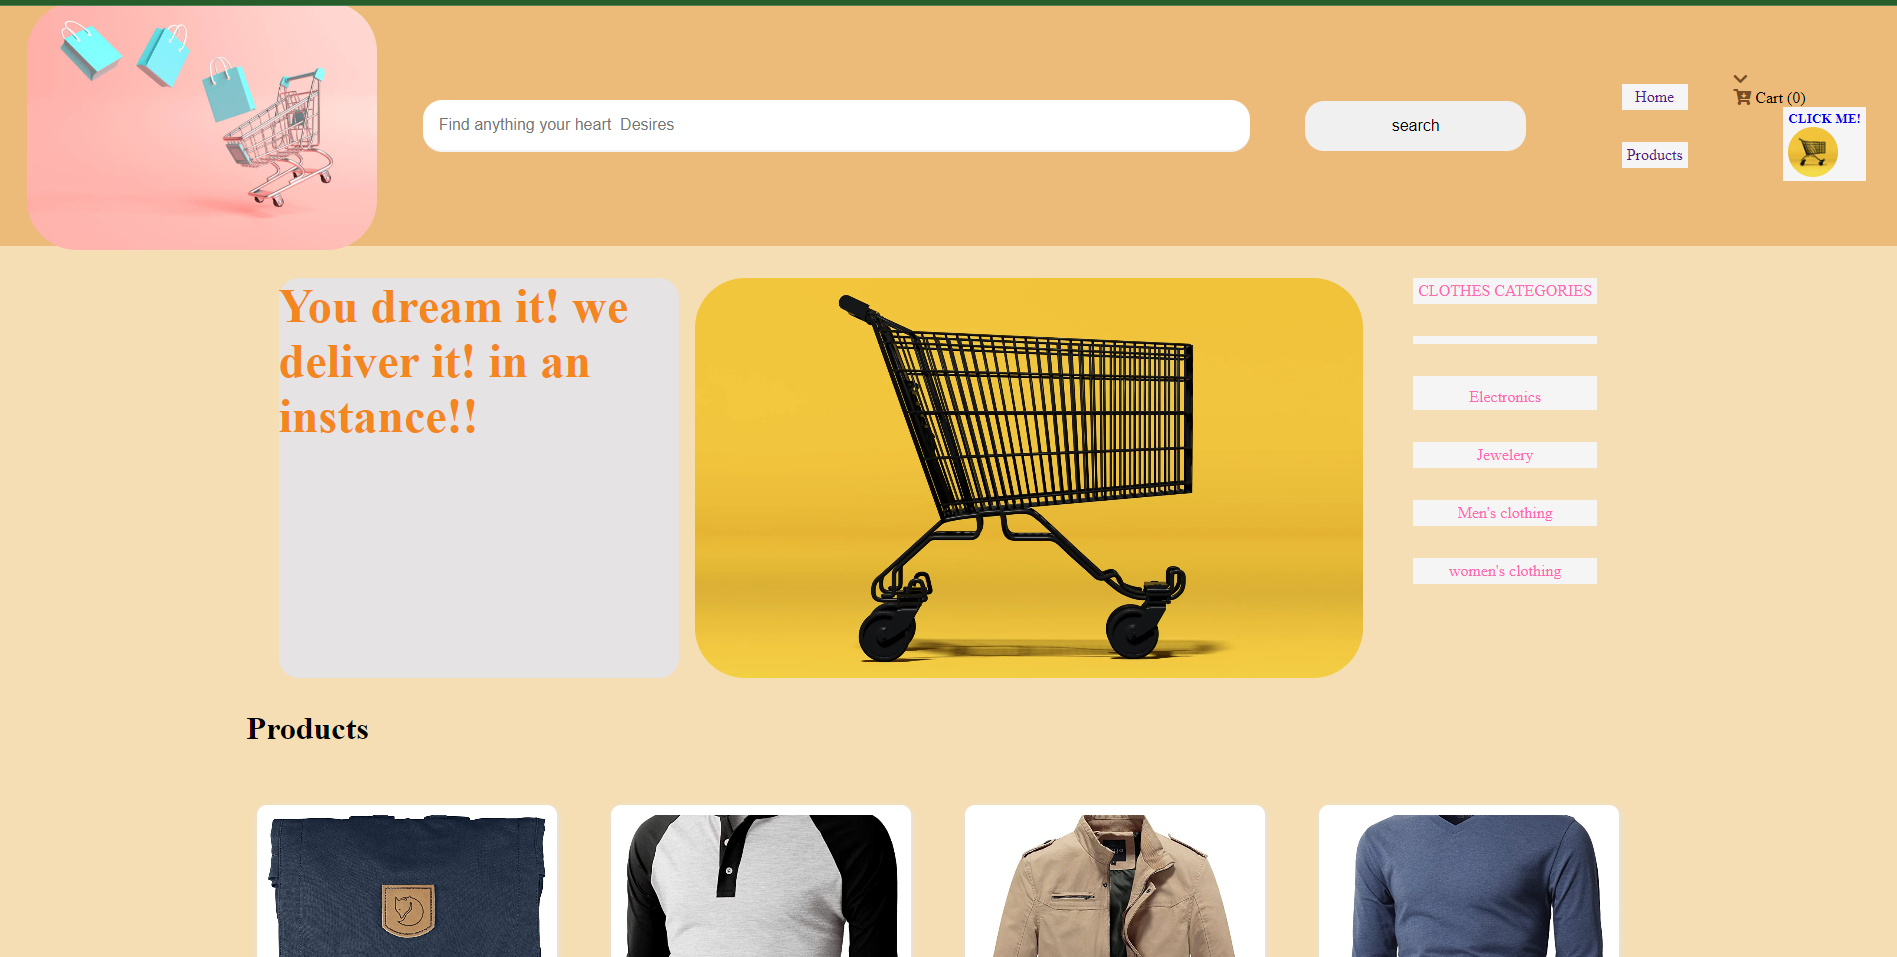 Find anything your heart  Desires
search
Home
Products
Cart (0)
CLICK ME!
You dream it! we
deliver it! in an
instance!!
CLOTHES CATEGORIES
Electronics
Jewelery
Men's clothing
women's clothing
Products